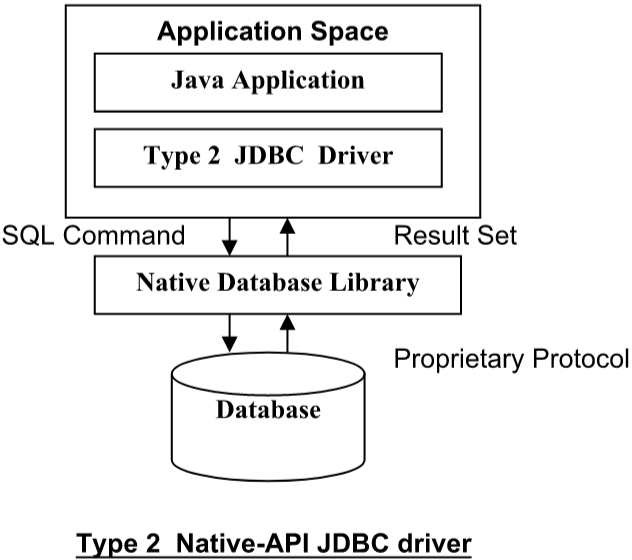 Application Space
Java Application
Type 2 JDBC Driver
SQL Command
Result Set
Native Database Library
Proprietary Protocol
Database
Type 2 Native-API JDBC driver